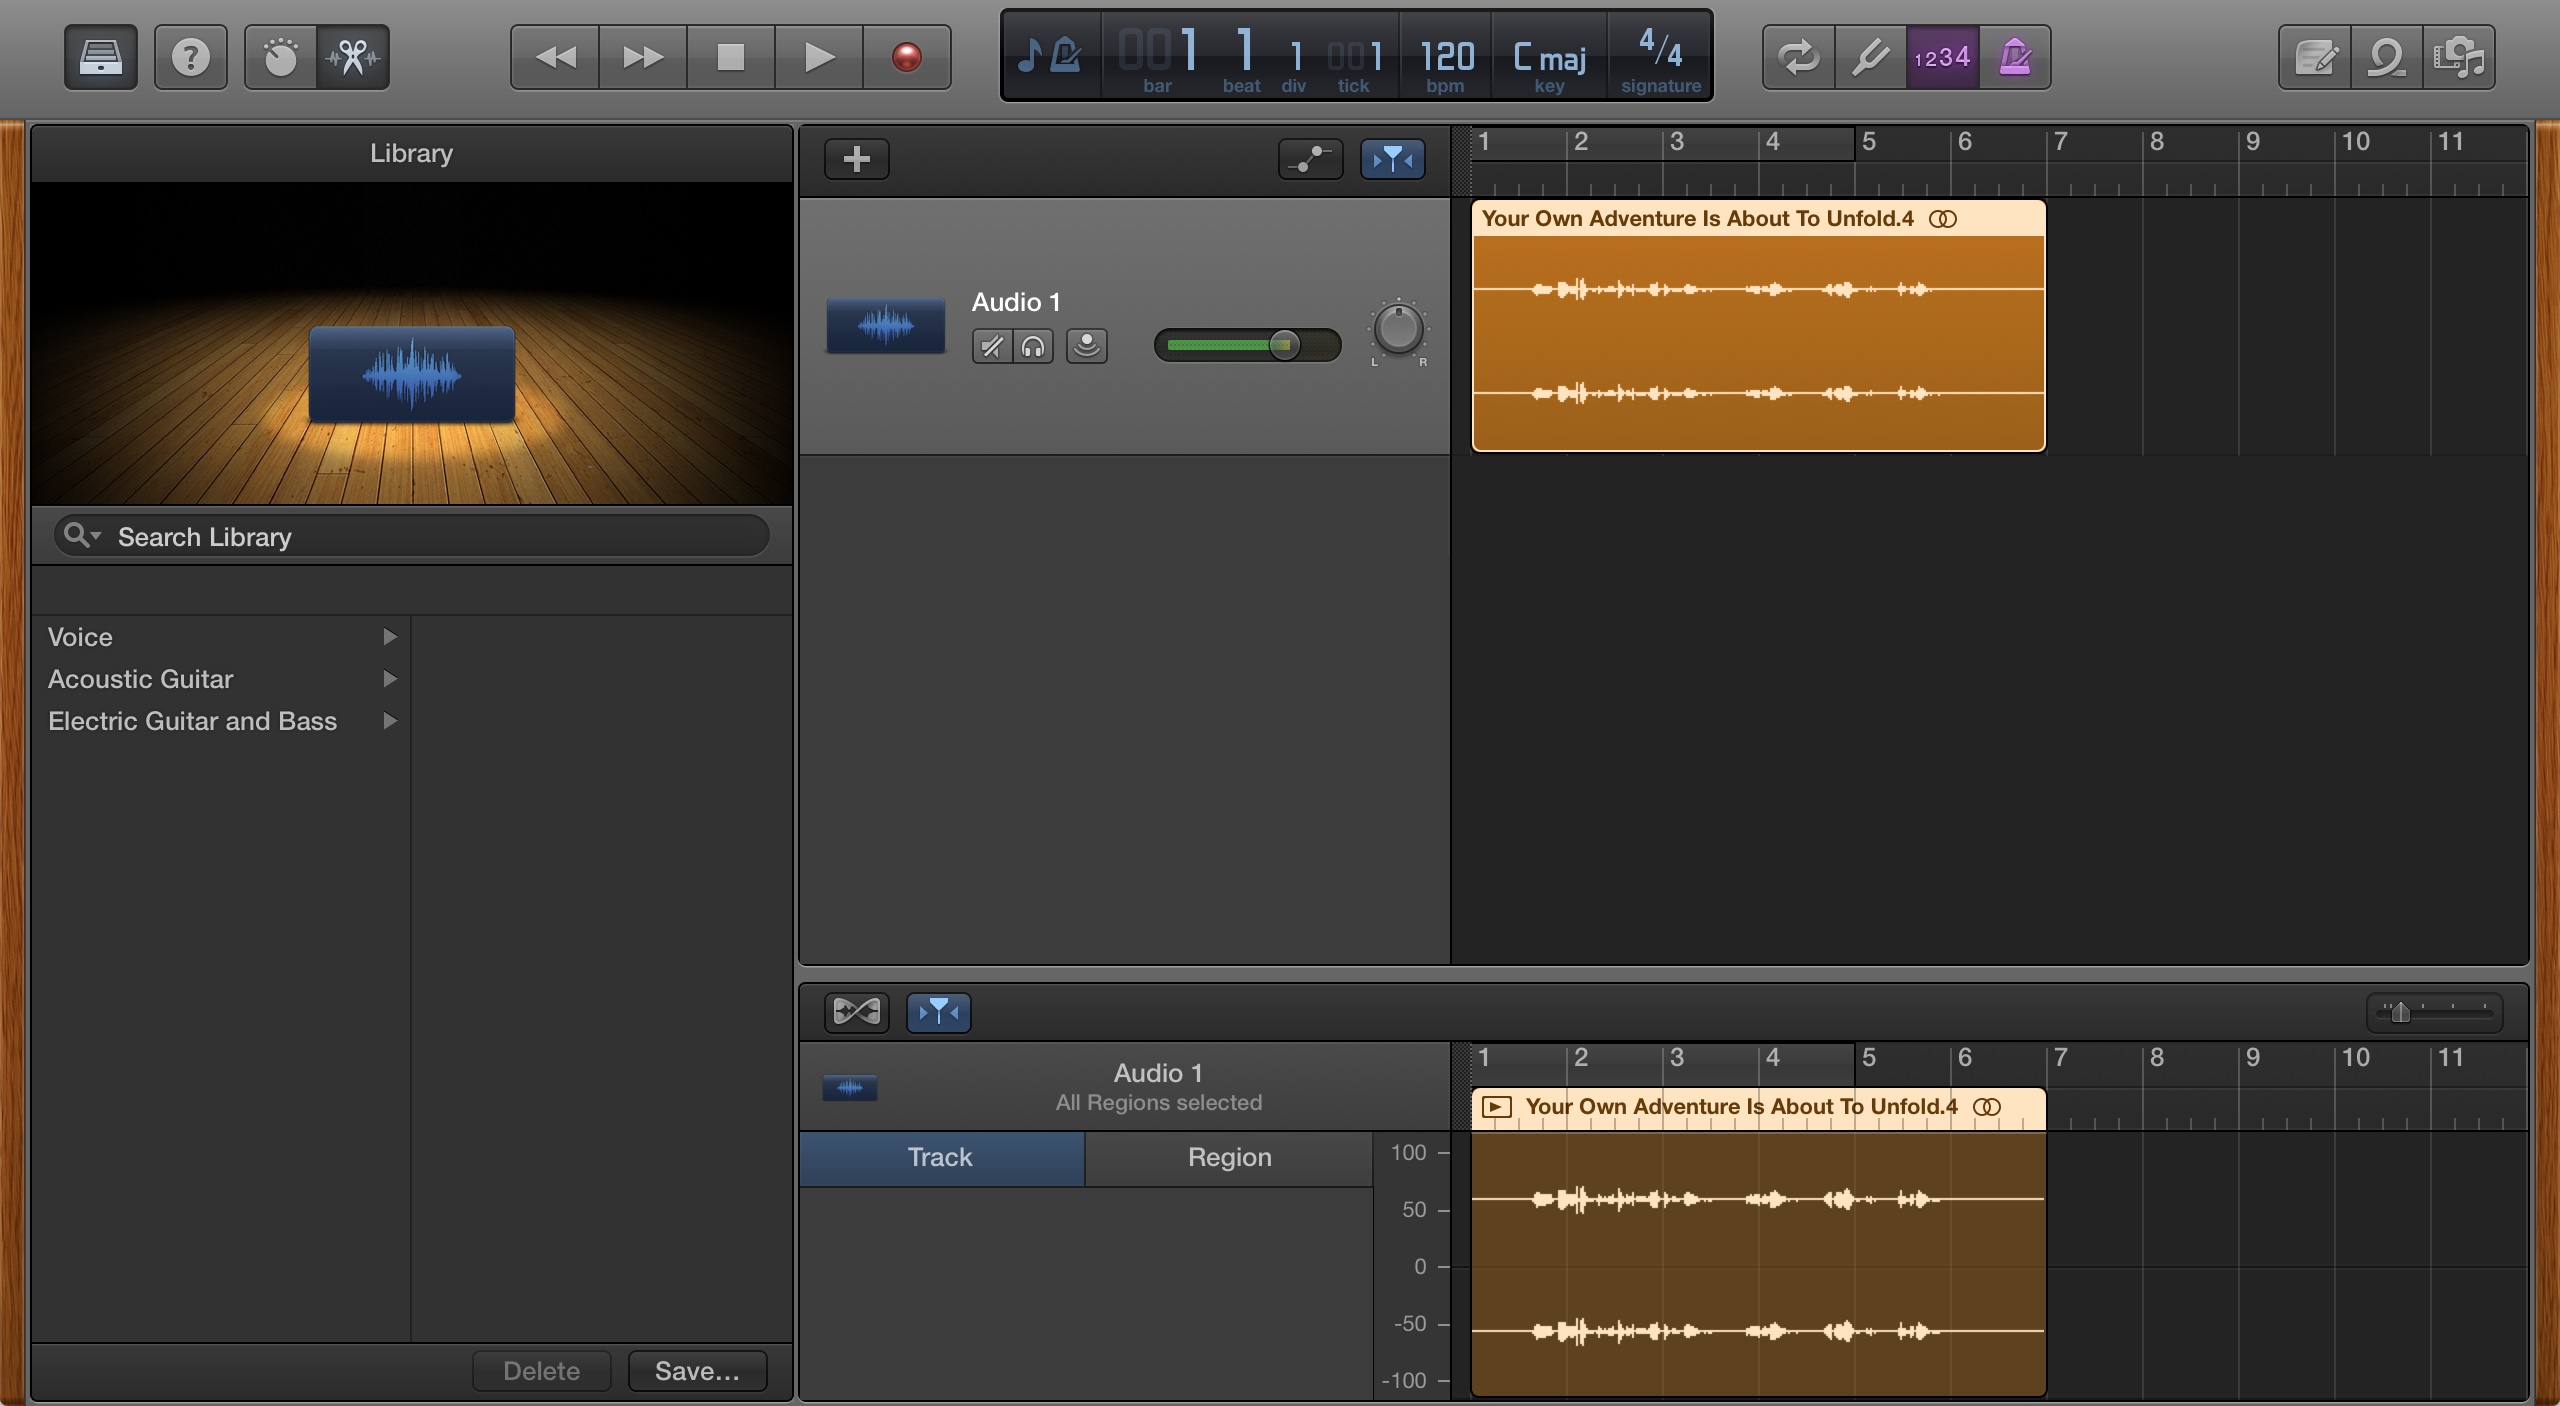 001 1 1 001 120 C maj 4/4
bar beat div tick bpm key signature
1234
Library
1 2 3 4 5 6 7 8 9 10 11
Your Own Adventure Is About To Unfold.4
Audio 1
L R
Search Library
Voice
Acoustic Guitar
Electric Guitar and Bass
1 2 3 4 5 6 7 8 9 10 11
Audio 1
All Regions selected
Your Own Adventure Is About To Unfold.4
Track Region
100
50
0
-50
-100
Delete Save...